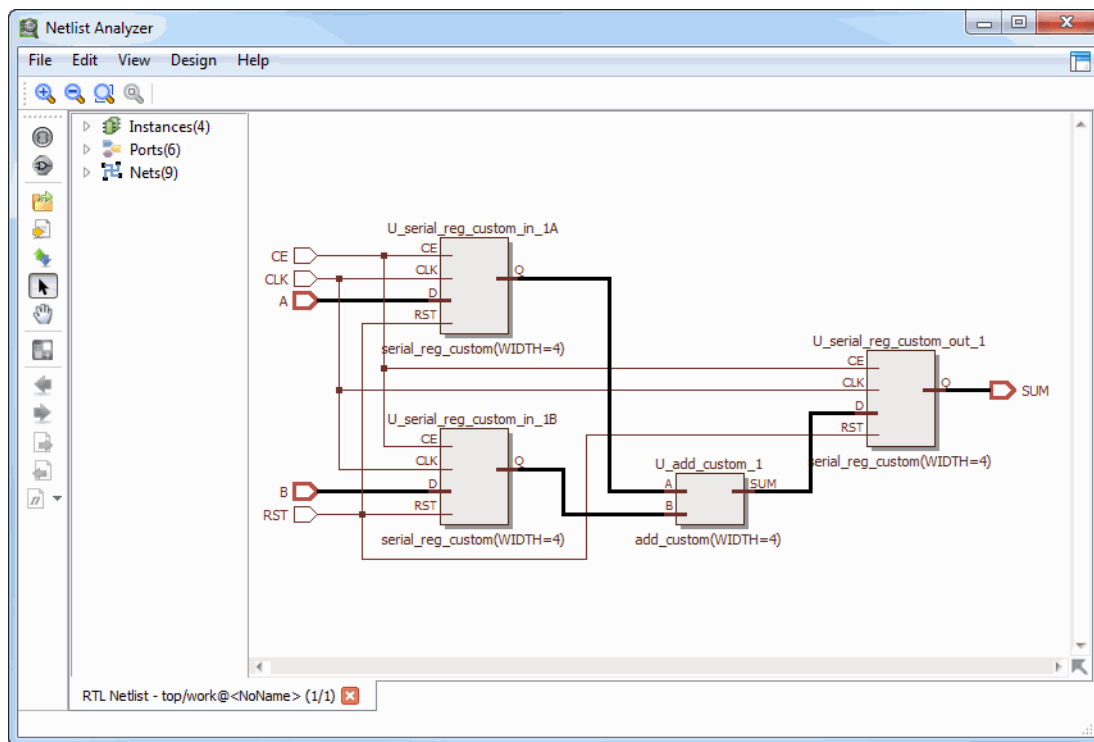 Netlist Analyzer
File Edit View Design Help
Instances(4)
Ports(6)
Nets(9)
U_serial_reg_custom_in_1A
CE CE Q
CLK CLK
A D
RST
serial_reg_custom(WIDTH=4)
U_serial_reg_custom_out_1
CE Q
CLK SUM
D
RST
serial_reg_custom(WIDTH=4)
U_serial_reg_custom_in_1B
CE
CLK Q
B D
RST RST
serial_reg_custom(WIDTH=4)
U_add_custom_1
A SUM
B
add_custom(WIDTH=4)
RTL Netlist - top/work@<NoName> (1/1)